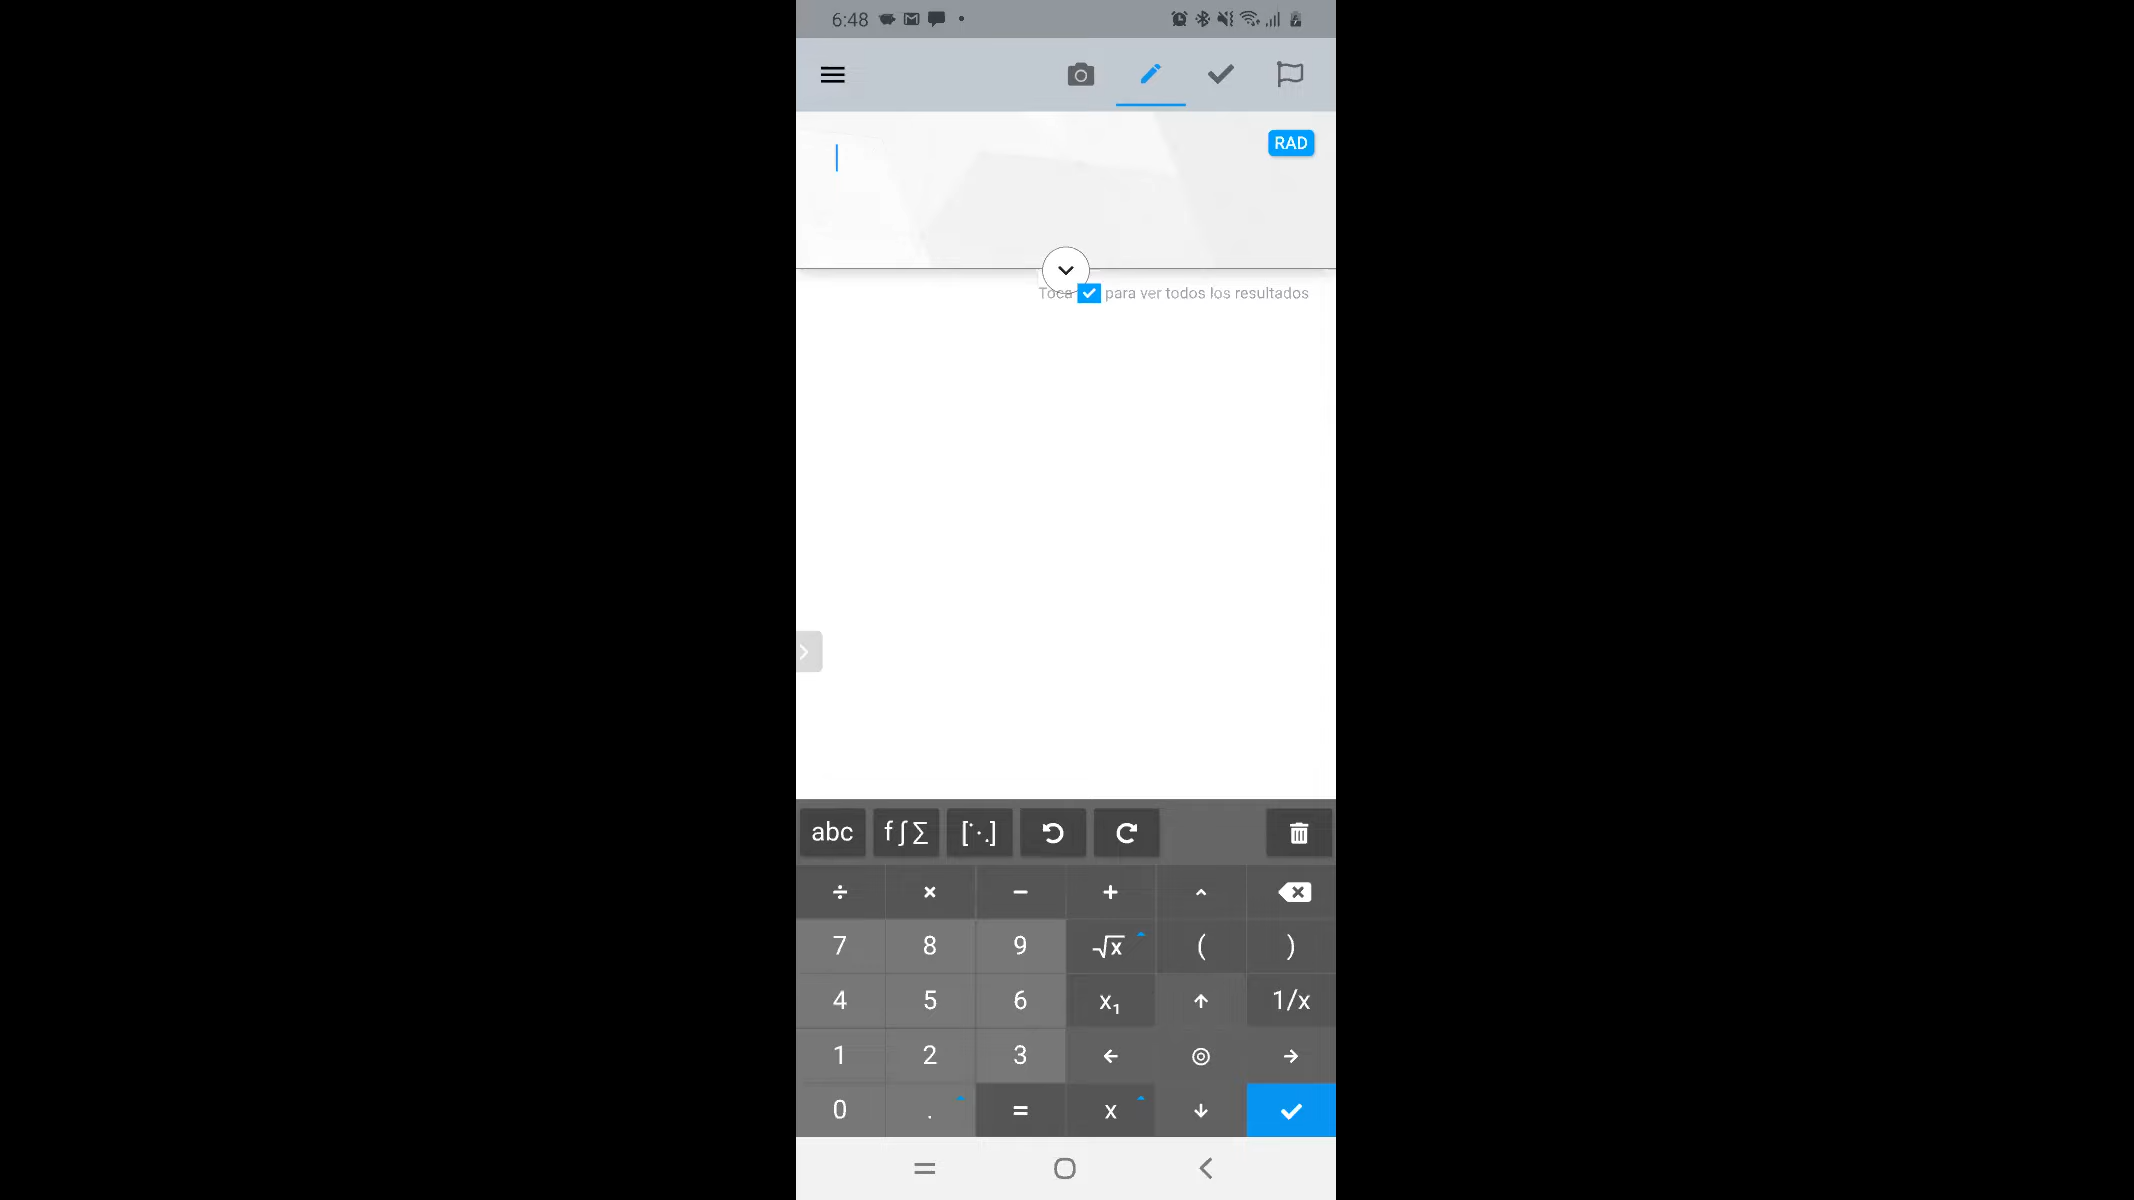 6:48
RAD
Toca para ver todos los resultados
abc f∫∑ [⋱]
÷ × − + ^
7 8 9 √x ( )
4 5 6 x₁ ↑ 1/x
1 2 3 ← ◎ →
0 . = x ↓